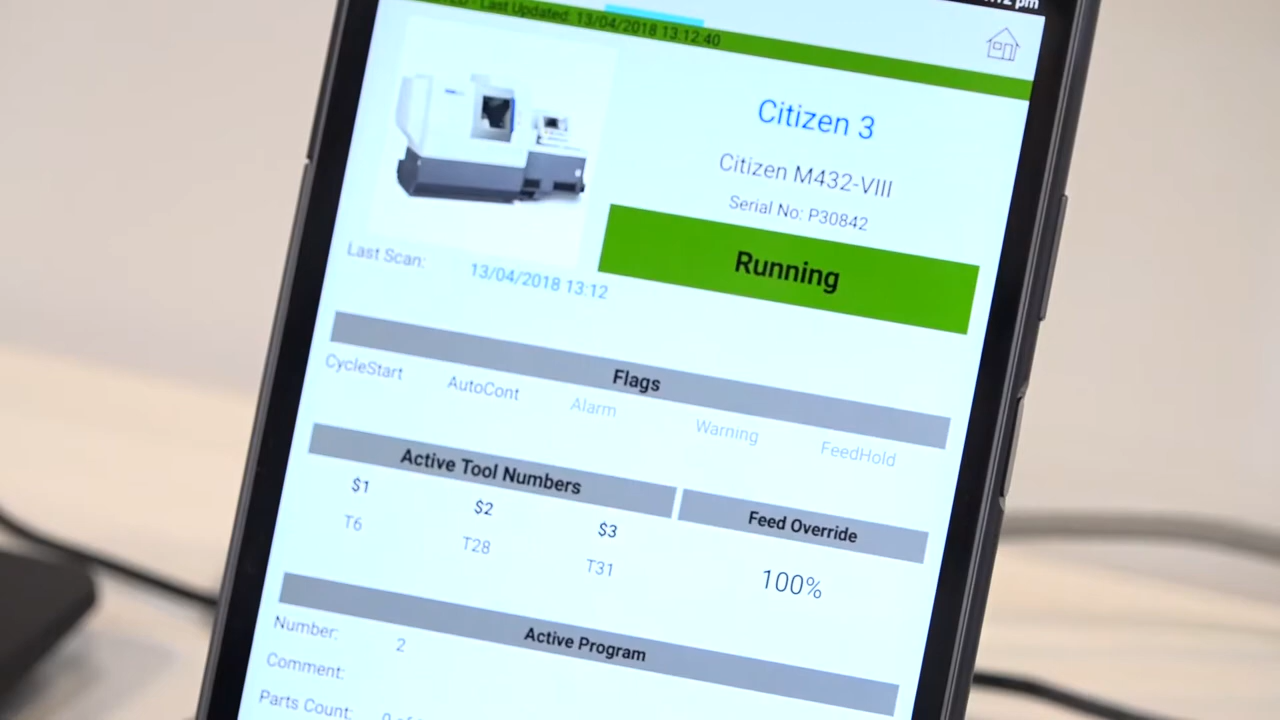 Last Updated: 13/04/2018 13:12:40
Citizen 3
Citizen M432-VIII
Serial No: P30842
Running
Last Scan: 13/04/2018 13:12
Flags
CycleStart AutoCont Alarm Warning FeedHold
Active Tool Numbers Feed Override
$1 $2 $3
T6 T28 T31 100%
Active Program
Number: 2
Comment:
Parts Count: 0 of